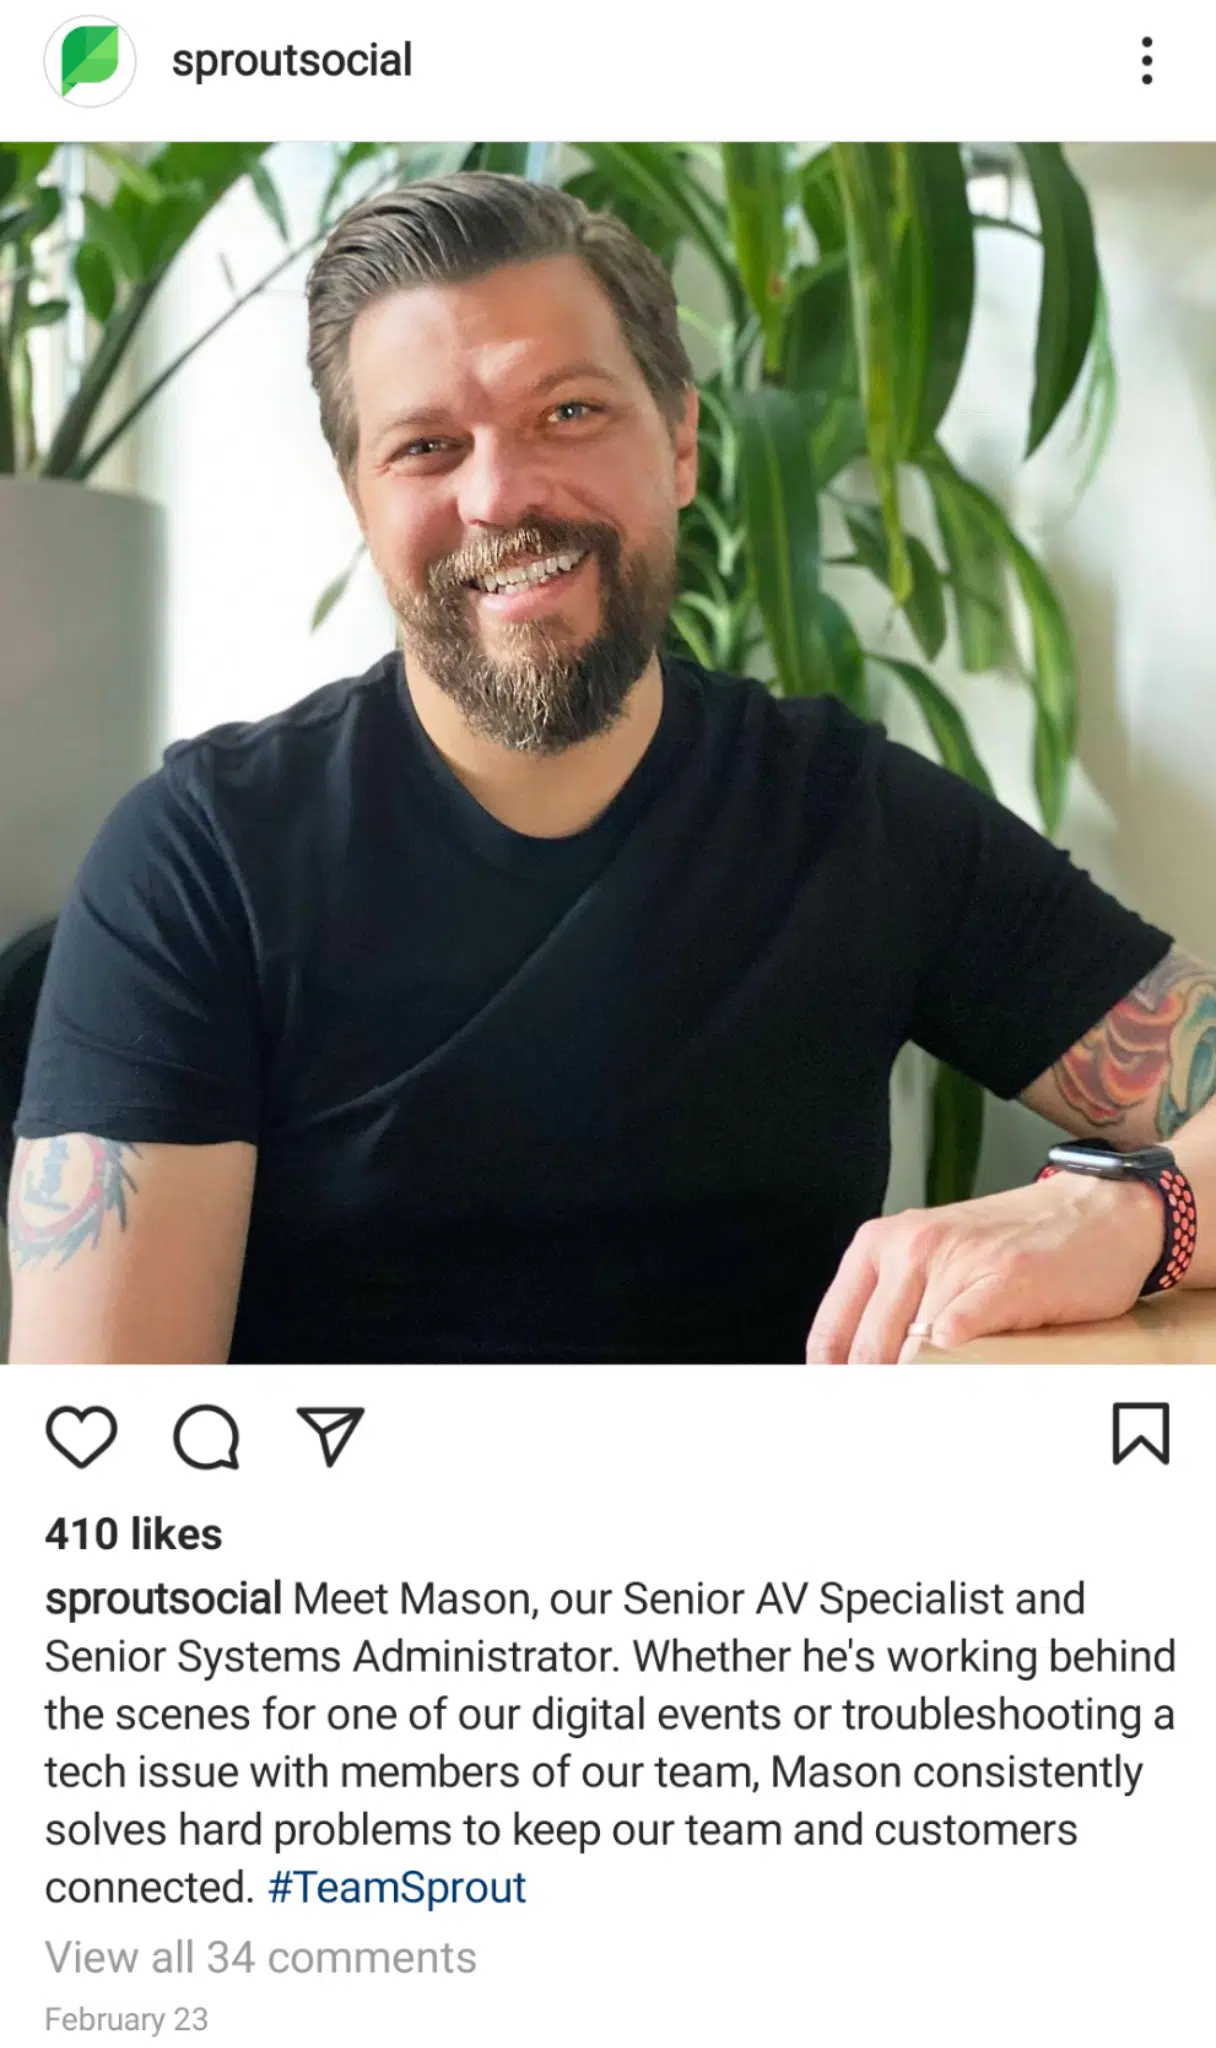 sproutsocial
410 likes
sproutsocial Meet Mason, our Senior AV Specialist and
Senior Systems Administrator. Whether he's working behind
the scenes for one of our digital events or troubleshooting a
tech issue with members of our team, Mason consistently
solves hard problems to keep our team and customers
connected. #TeamSprout
View all 34 comments
February 23